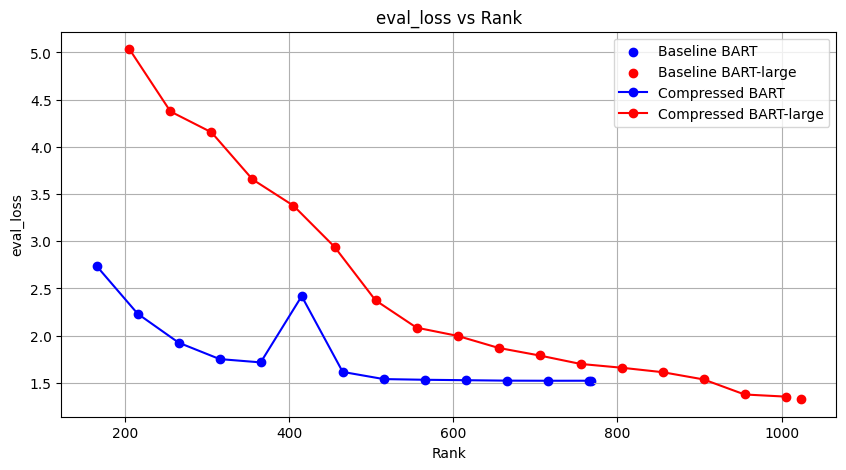 eval_loss vs Rank
Baseline BART
Baseline BART-large
Compressed BART
Compressed BART-large
eval_loss
5.0
4.5
4.0
3.5
3.0
2.5
2.0
1.5
200
400
600
800
1000
Rank